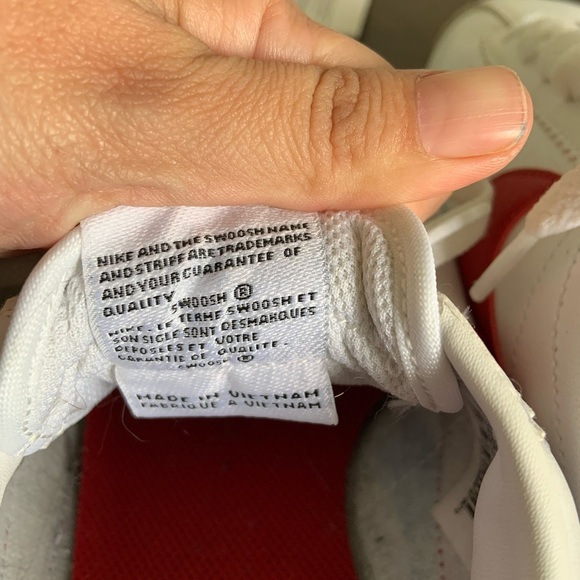 NIKE AND THE SWOOSH NAME
AND STRIPE ARE TRADEMARKS
AND YOUR GUARANTEE OF
QUALITY SWOOSH ®
NIKE. LE TERME SWOOSH ET
SON SIGLE SONT DES MARQUES
DEPOSEES ET VOTRE
GARANTIE DE QUALITE.
SWOOSH ®
MADE IN VIETNAM
FABRIQUE A VIETNAM